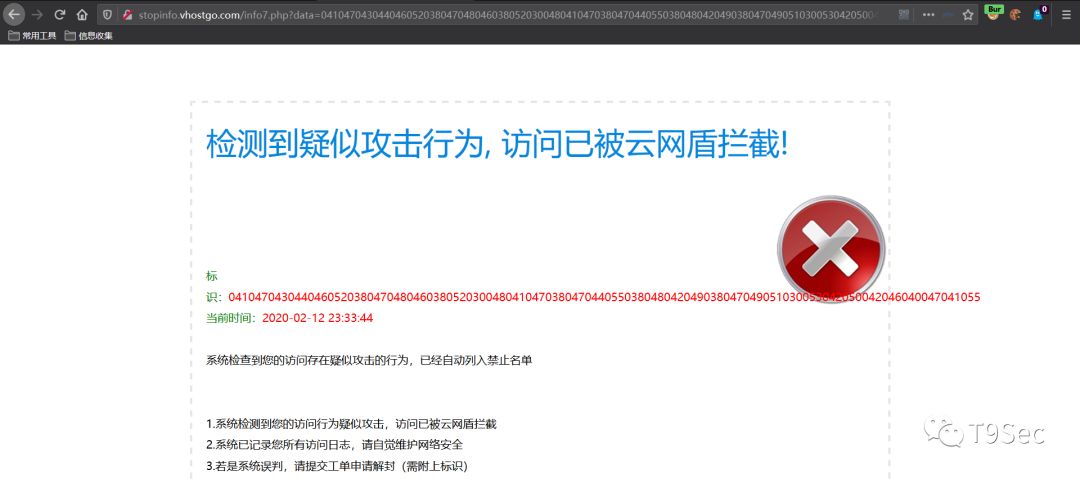 stopinfo.vhostgo.com/info7.php?data=
Bur
0
常用工具 信息收集
检测到疑似攻击行为, 访问已被云网盾拦截!
标
识：
当前时间：2020-02-12 23:33:44
系统检查到您的访问存在疑似攻击的行为，已经自动列入禁止名单
1.系统检测到您的访问行为疑似攻击，访问已被云网盾拦截
2.系统已记录您所有访问日志，请自觉维护网络安全
3.若是系统误判，请提交工单申请解封（需附上标识）
T9Sec